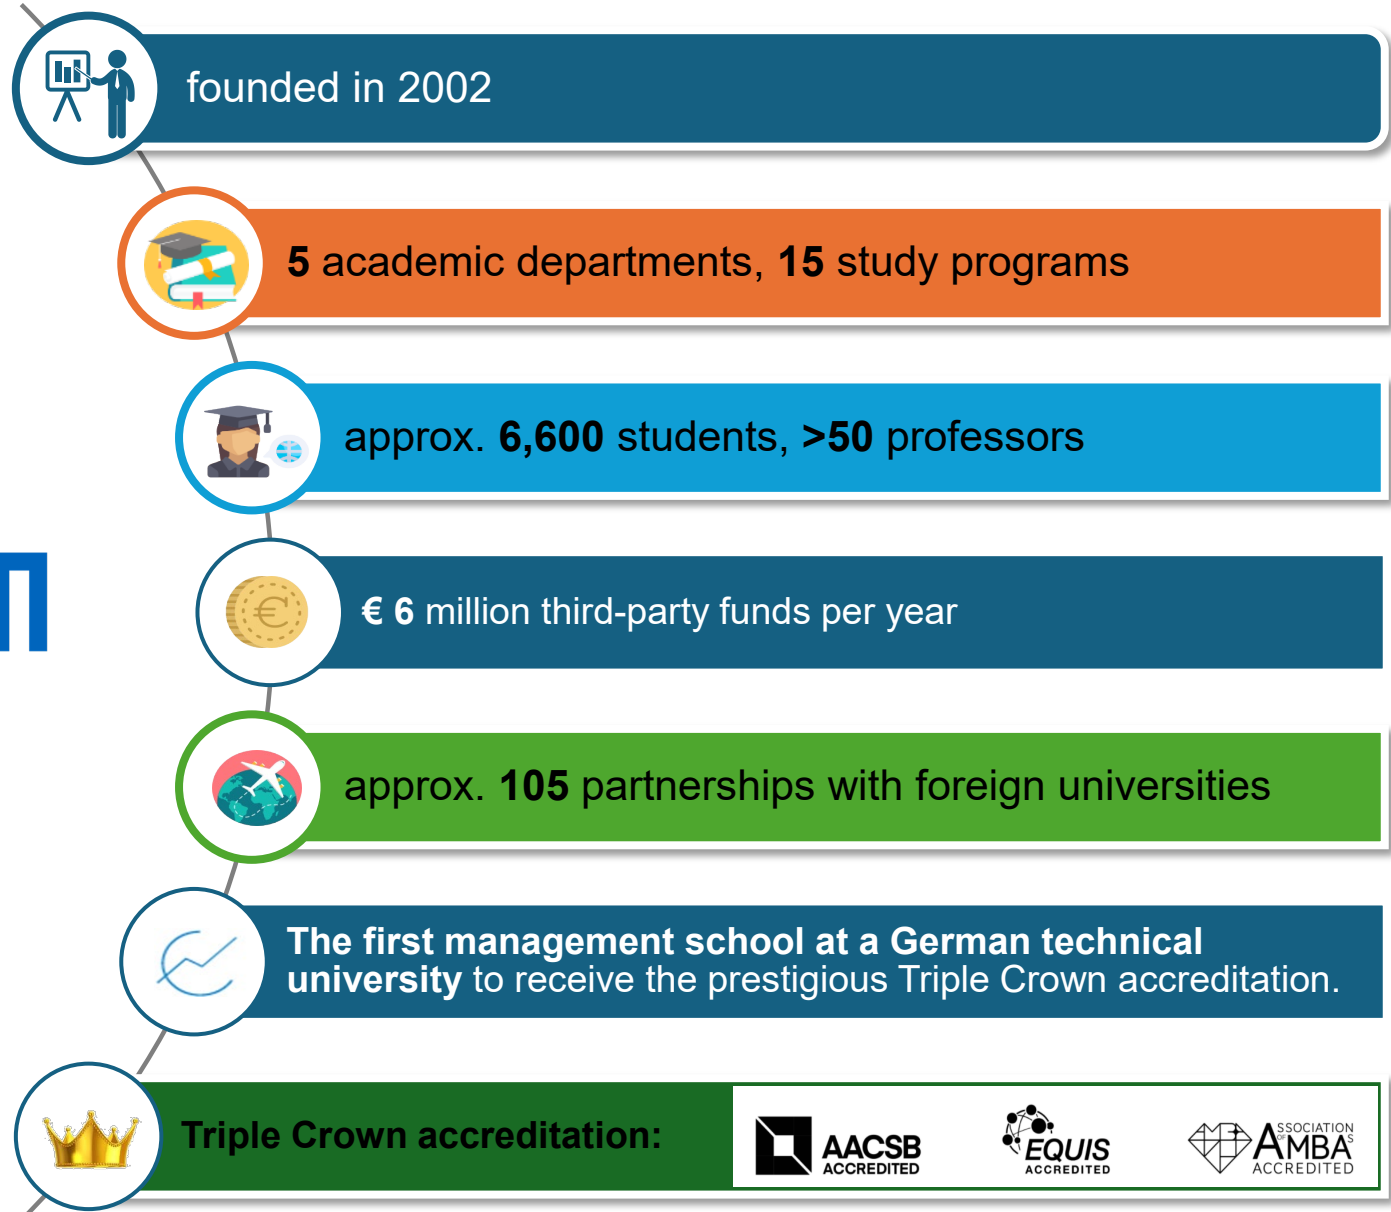 founded in 2002
5 academic departments, 15 study programs
approx. 6,600 students, >50 professors
€ 6 million third-party funds per year
approx. 105 partnerships with foreign universities
The first management school at a German technical
university to receive the prestigious Triple Crown accreditation.
Triple Crown accreditation:
AACSB
ACCREDITED
EQUIS
ACCREDITED
ASSOCIATION
OF AMBAS
ACCREDITED